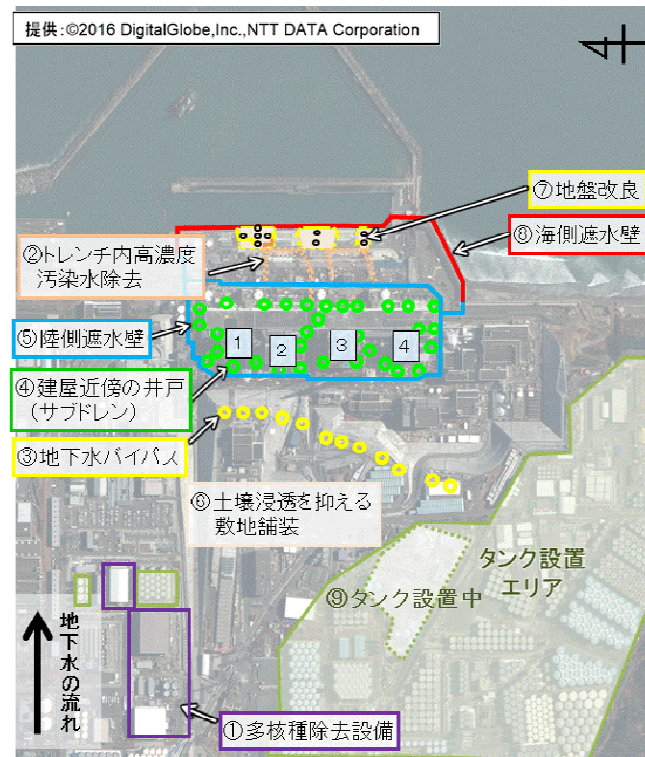 提供:©2016 DigitalGlobe,Inc.,NTT DATA Corporation
⑦地盤改良
⑧海側遮水壁
②トレンチ内高濃度
汚染水除去
⑤陸側遮水壁
1
2
3
4
④建屋近傍の井戸
(サブドレン)
③地下水バイパス
⑥土壌浸透を抑える
敷地舗装
タンク設置
エリア
⑨タンク設置中
地下水の流れ
①多核種除去設備